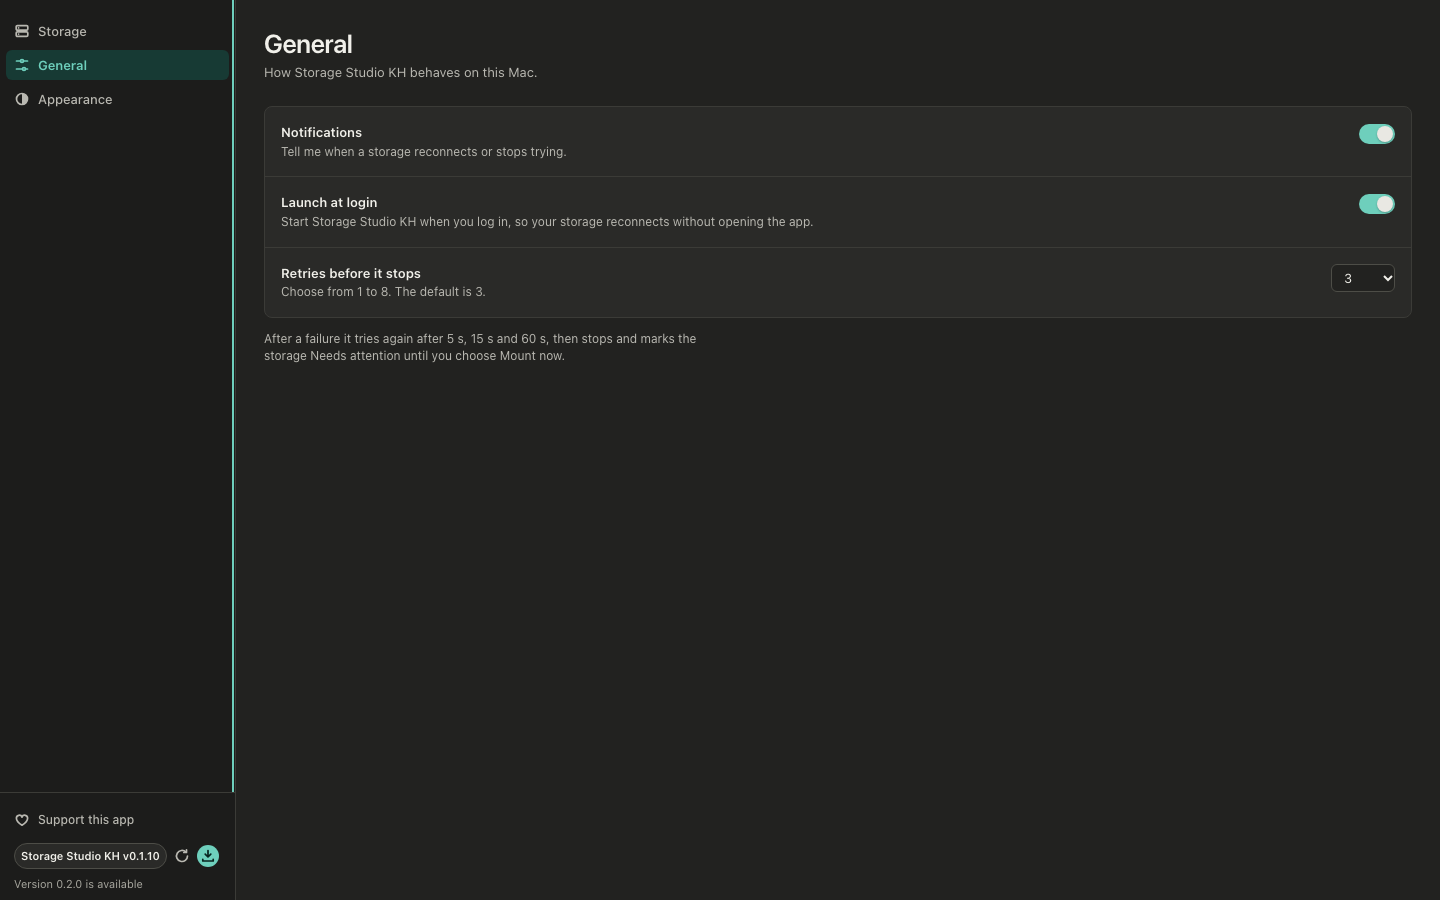 Storage
General
Appearance
General
How Storage Studio KH behaves on this Mac.
Notifications
Tell me when a storage reconnects or stops trying.
Launch at login
Start Storage Studio KH when you log in, so your storage reconnects without opening the app.
Retries before it stops
Choose from 1 to 8. The default is 3.
3
After a failure it tries again after 5 s, 15 s and 60 s, then stops and marks the
storage Needs attention until you choose Mount now.
Support this app
Storage Studio KH v0.1.10
Version 0.2.0 is available